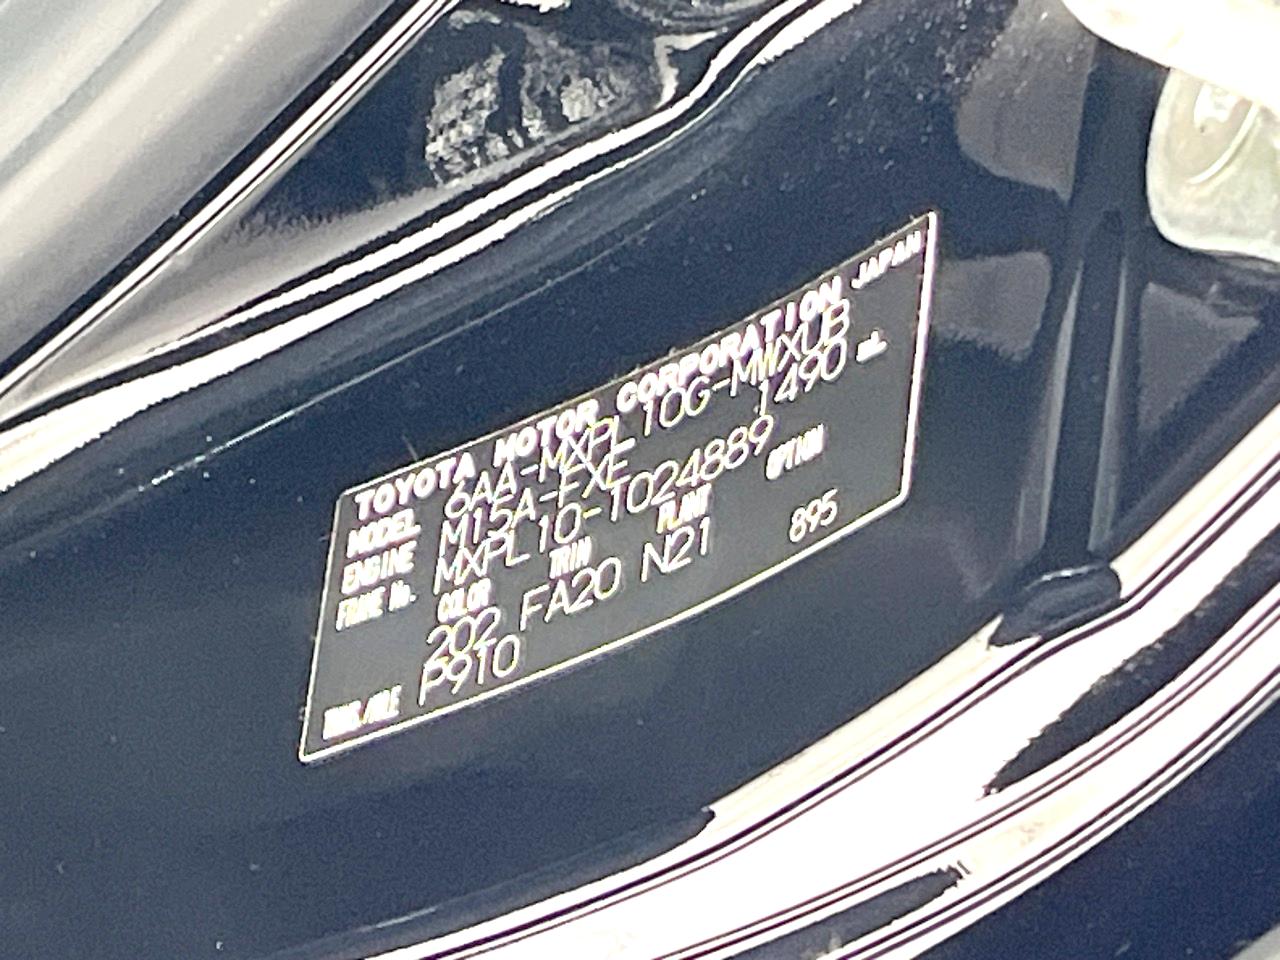 TOYOTA MOTOR CORPORATION JAPAN
MODEL 6AA-MXPL10G-MWXUB
ENGINE M15A-FXE 1490 mL
FRAME No. MXPL10-1024889
COLOR TRIM PLANT OPTION
202 FA20 N21 895
TRANS./AXLE P910